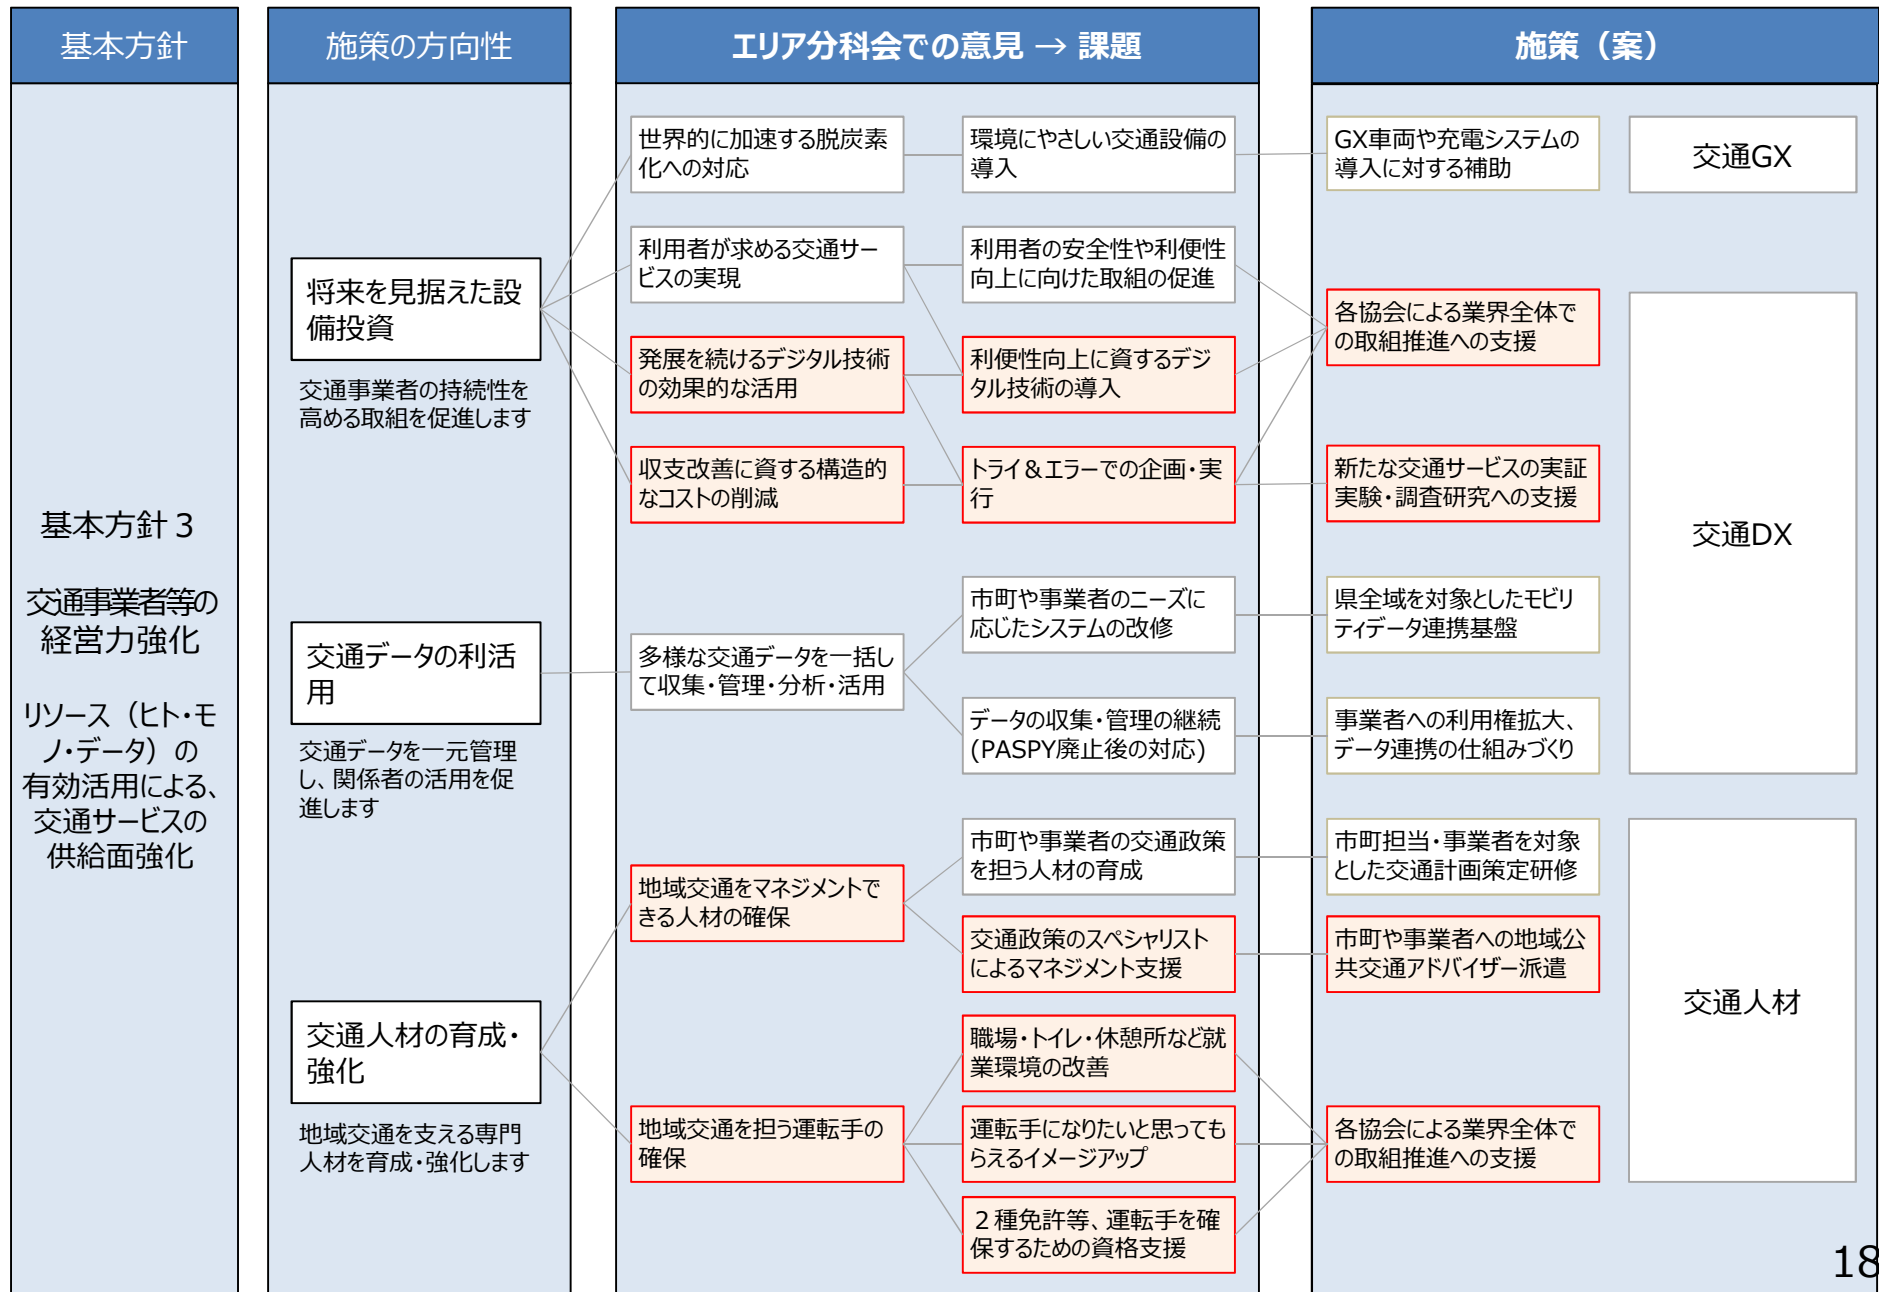 基本方針
施策の方向性
エリア分科会での意見 → 課題
施策（案）
基本方針３
交通事業者等の
経営力強化
リソース（ヒト・モ
ノ・データ）の
有効活用による、
交通サービスの
供給面強化
将来を見据えた設
備投資
交通事業者の持続性を
高める取組を促進します
世界的に加速する脱炭素
化への対応
環境にやさしい交通設備の
導入
GX車両や充電システムの
導入に対する補助
交通GX
利用者が求める交通サー
ビスの実現
利用者の安全性や利便性
向上に向けた取組の促進
発展を続けるデジタル技術
の効果的な活用
利便性向上に資するデジ
タル技術の導入
各協会による業界全体で
の取組推進への支援
収支改善に資する構造的
なコストの削減
トライ＆エラーでの企画・実
行
新たな交通サービスの実証
実験・調査研究への支援
交通DX
交通データの利活
用
交通データを一元管理
し、関係者の活用を促
進します
多様な交通データを一括し
て収集・管理・分析・活用
市町や事業者のニーズに
応じたシステムの改修
県全域を対象としたモビリ
ティデータ連携基盤
データの収集・管理の継続
(PASPY廃止後の対応)
事業者への利用権拡大、
データ連携の仕組みづくり
交通人材の育成・
強化
地域交通を支える専門
人材を育成・強化します
地域交通をマネジメントで
きる人材の確保
市町や事業者の交通政策
を担う人材の育成
市町担当・事業者を対象
とした交通計画策定研修
交通政策のスペシャリスト
によるマネジメント支援
市町や事業者への地域公
共交通アドバイザー派遣
交通人材
地域交通を担う運転手の
確保
職場・トイレ・休憩所など就
業環境の改善
運転手になりたいと思っても
らえるイメージアップ
２種免許等、運転手を確
保するための資格支援
各協会による業界全体で
の取組推進への支援
18